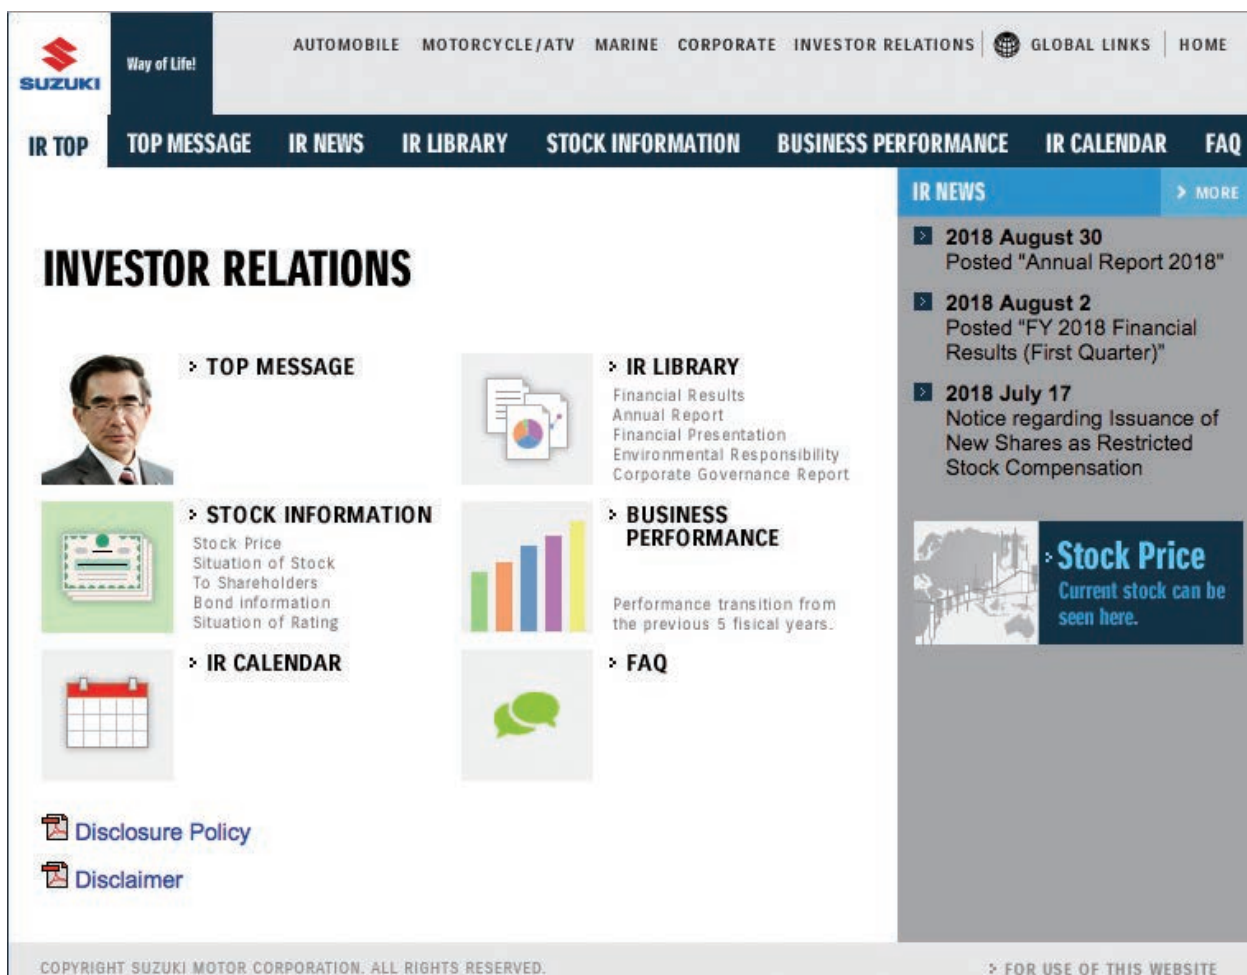 SUZUKI
Way of Life!
AUTOMOBILE MOTORCYCLE/ATV MARINE CORPORATE INVESTOR RELATIONS GLOBAL LINKS HOME
IR TOP TOP MESSAGE IR NEWS IR LIBRARY STOCK INFORMATION BUSINESS PERFORMANCE IR CALENDAR FAQ
INVESTOR RELATIONS
TOP MESSAGE
IR LIBRARY
Financial Results
Annual Report
Financial Presentation
Environmental Responsibility
Corporate Governance Report
STOCK INFORMATION
Stock Price
Situation of Stock
To Shareholders
Bond information
Situation of Rating
BUSINESS
PERFORMANCE
Performance transition from
the previous 5 fisical years.
IR CALENDAR
FAQ
Disclosure Policy
Disclaimer
IR NEWS
> MORE
2018 August 30
Posted "Annual Report 2018"
2018 August 2
Posted "FY 2018 Financial
Results (First Quarter)"
2018 July 17
Notice regarding Issuance of
New Shares as Restricted
Stock Compensation
Stock Price
Current stock can be
seen here.
COPYRIGHT SUZUKI MOTOR CORPORATION. ALL RIGHTS RESERVED.
> FOR USE OF THIS WEBSITE